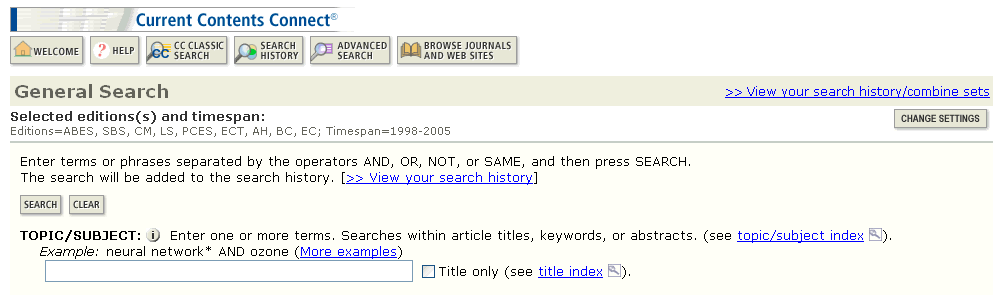 Current Contents Connect®
WELCOME
? HELP
CC CC CLASSIC SEARCH
SEARCH HISTORY
ADVANCED SEARCH
BROWSE JOURNALS AND WEB SITES
General Search
>> View your search history/combine sets
Selected editions(s) and timespan:
Editions=ABES, SBS, CM, LS, PCES, ECT, AH, BC, EC; Timespan=1998-2005
CHANGE SETTINGS
Enter terms or phrases separated by the operators AND, OR, NOT, or SAME, and then press SEARCH.
The search will be added to the search history. [>> View your search history]
SEARCH CLEAR
TOPIC/SUBJECT: i Enter one or more terms. Searches within article titles, keywords, or abstracts. (see topic/subject index ).
Example: neural network* AND ozone (More examples)
Title only (see title index ).